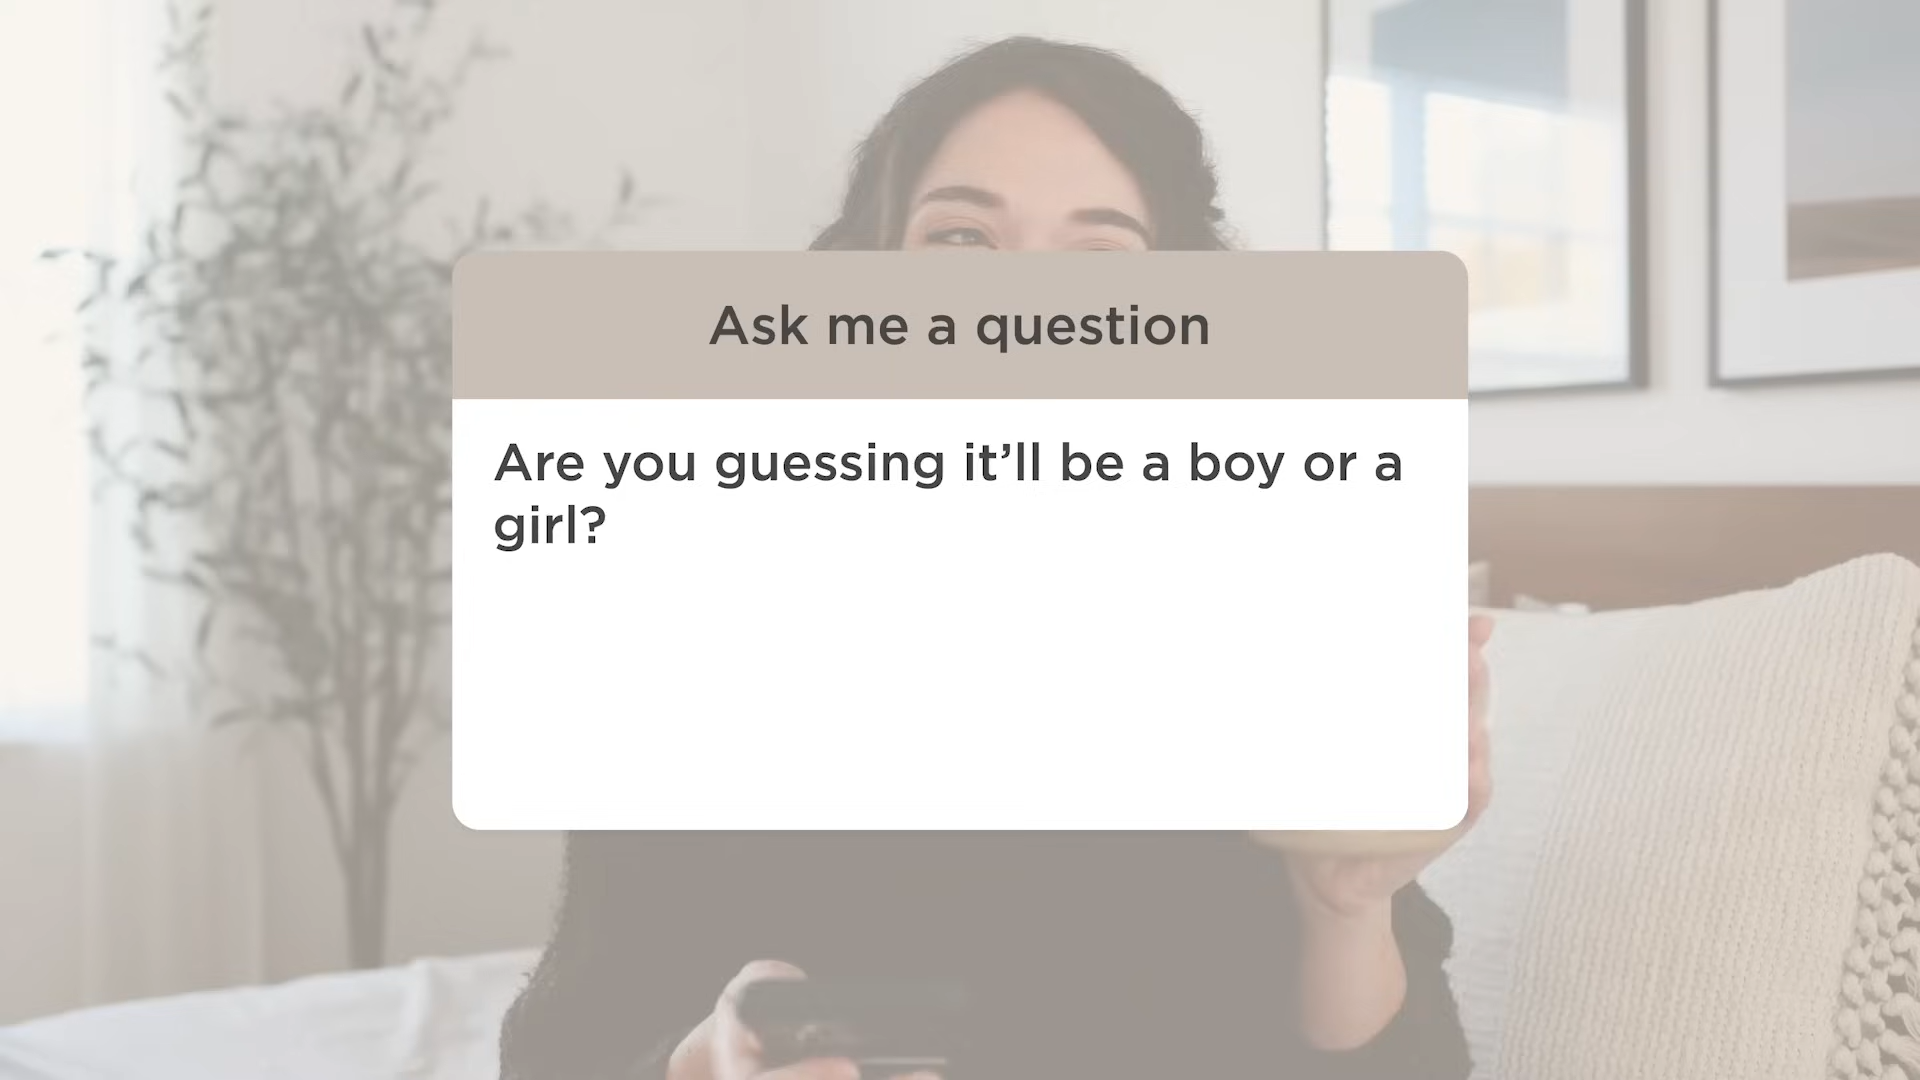 Ask me a question
Are you guessing it’ll be a boy or a
girl?